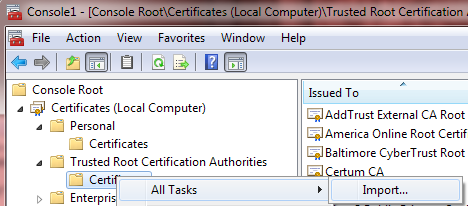 Console1 - [Console Root\Certificates (Local Computer)\Trusted Root Certification A
File Action View Favorites Window Help
Console Root
Certificates (Local Computer)
Personal
Certificates
Trusted Root Certification Authorities
Certif
Enterpris
Issued To
AddTrust External CA Root
America Online Root Certif
Baltimore CyberTrust Root
Certum CA
All Tasks
Import...